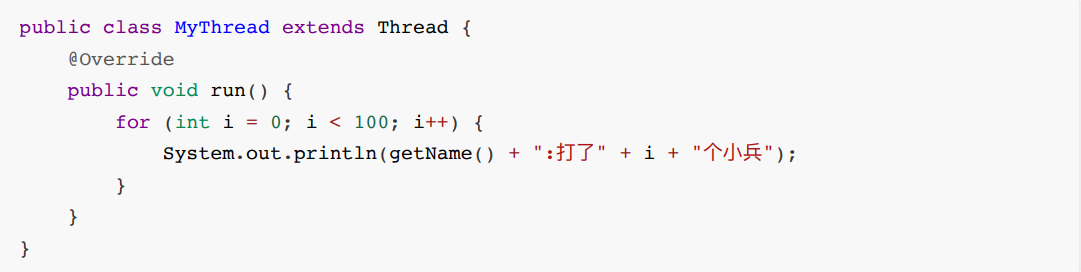 public class MyThread extends Thread {
    @Override
    public void run() {
        for (int i = 0; i < 100; i++) {
            System.out.println(getName() + ":打了" + i + "个小兵");
        }
    }
}